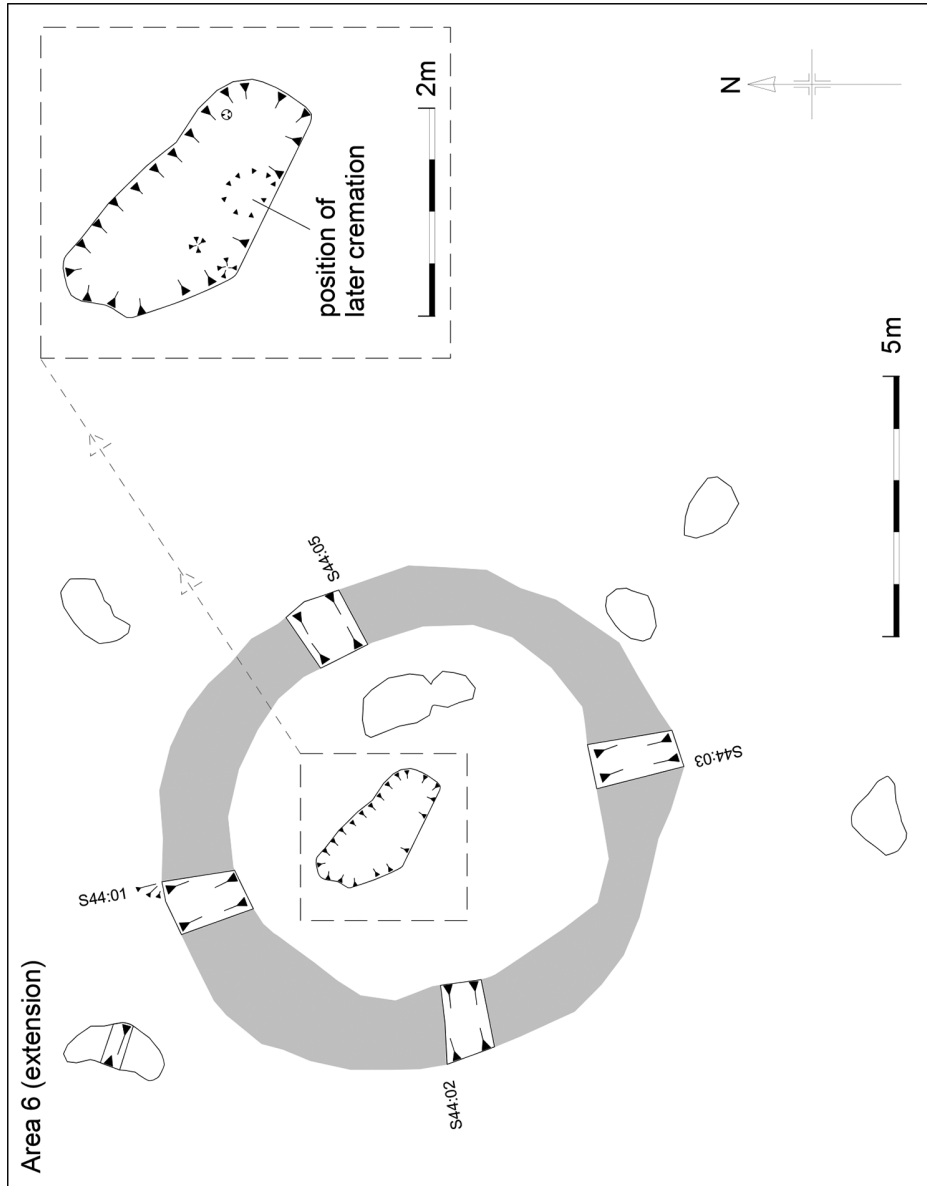 Area 6 (extension)
S44:01
S44:02
S44:03
S44:05
position of
later cremation
2m
5m
N